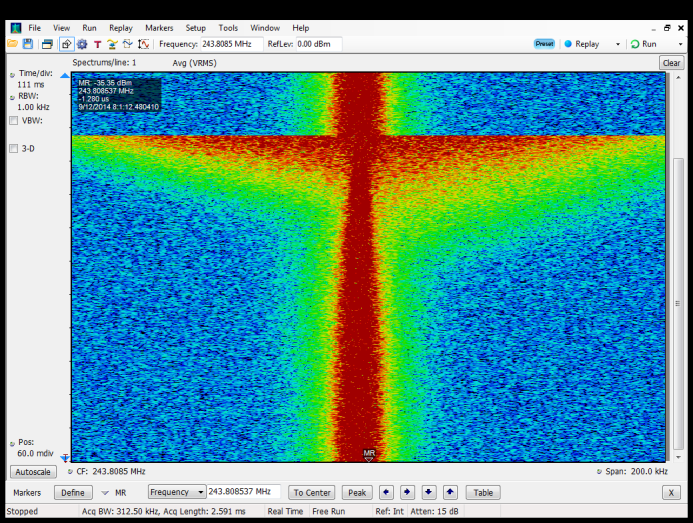 File View Run Replay Markers Setup Tools Window Help
T Frequency: 243.8085 MHz RefLev: 0.00 dBm Preset Replay Run
Spectrums/line: 1 Avg (VRMS) Clear
Time/div:
111 ms
RBW:
1.00 kHz
VBW:
3-D
MR: -35.35 dBm
243.808537 MHz
-1.280 us
9/12/2014 8:1:12.480410
MR
Pos:
60.0 mdiv
Autoscale CF: 243.8085 MHz Span: 200.0 kHz
Markers Define MR Frequency 243.808537 MHz To Center Peak Table X
Stopped Acq BW: 312.50 kHz, Acq Length: 2.591 ms Real Time Free Run Ref: Int Atten: 15 dB